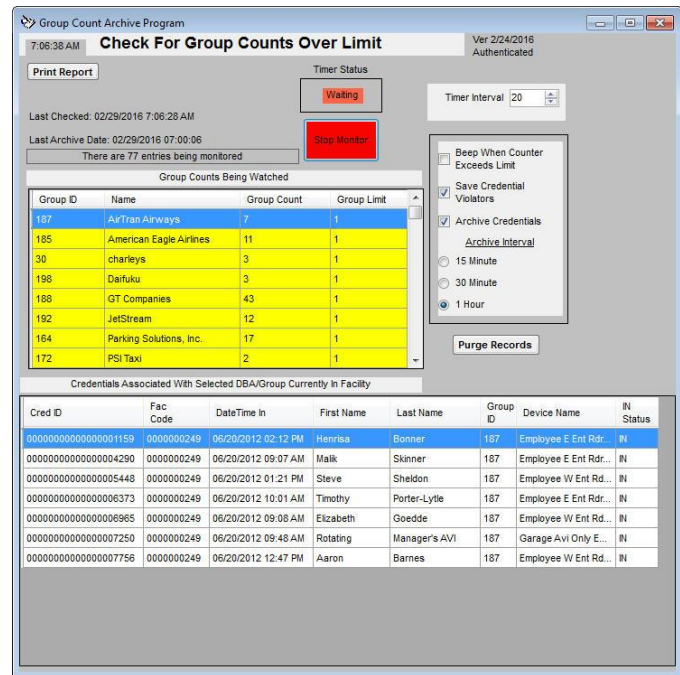 Group Count Archive Program
7:06:38 AM Check For Group Counts Over Limit Ver 2/24/2016
Authenticated
Print Report
Timer Status
Waiting
Timer Interval 20
Last Checked: 02/29/2016 7:06:28 AM
Last Archive Date: 02/29/2016 07:00:06
Stop Monitor
There are 77 entries being monitored
Beep When Counter
Exceeds Limit
Save Credential
Violators
Archive Credentials
Archive Interval
15 Minute
30 Minute
1 Hour
Purge Records
Group Counts Being Watched
Group ID Name Group Count Group Limit
187 AirTran Airways 7 1
185 American Eagle Airlines 11 1
30 charleys 3 1
198 Daifuku 3 1
188 GT Companies 43 1
192 JetStream 12 1
164 Parking Solutions, Inc. 17 1
172 PSI Taxi 2 1
Credentials Associated With Selected DBA/Group Currently In Facility
Cred ID Fac Code DateTime In First Name Last Name Group ID Device Name IN Status
00000000000000001159 0000000249 06/20/2012 02:12 PM Henrisa Bonner 187 Employee E Ent Rdr... IN
00000000000000004290 0000000249 06/20/2012 09:07 AM Malik Skinner 187 Employee E Ent Rdr... IN
00000000000000005448 0000000249 06/20/2012 01:21 PM Steve Sheldon 187 Employee W Ent Rd... IN
00000000000000006373 0000000249 06/20/2012 10:01 AM Timothy Porter-Lytle 187 Employee E Ent Rdr... IN
00000000000000006965 0000000249 06/20/2012 09:08 AM Elizabeth Goedde 187 Employee W Ent Rd... IN
00000000000000007250 0000000249 06/20/2012 09:48 AM Rotating Manager's AVI 187 Garage Avi Only E... IN
00000000000000007756 0000000249 06/20/2012 12:47 PM Aaron Barnes 187 Employee W Ent Rd... IN